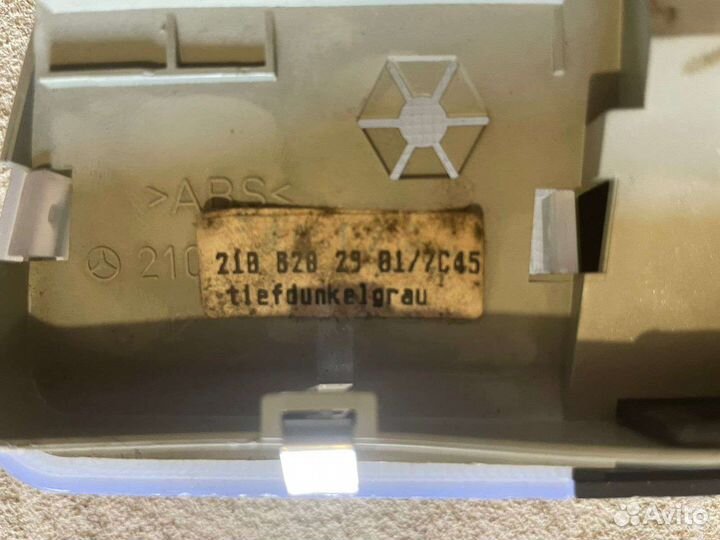 >ABS<
210
210 820 29 01/7C45
tiefdunkelgrau
Avito